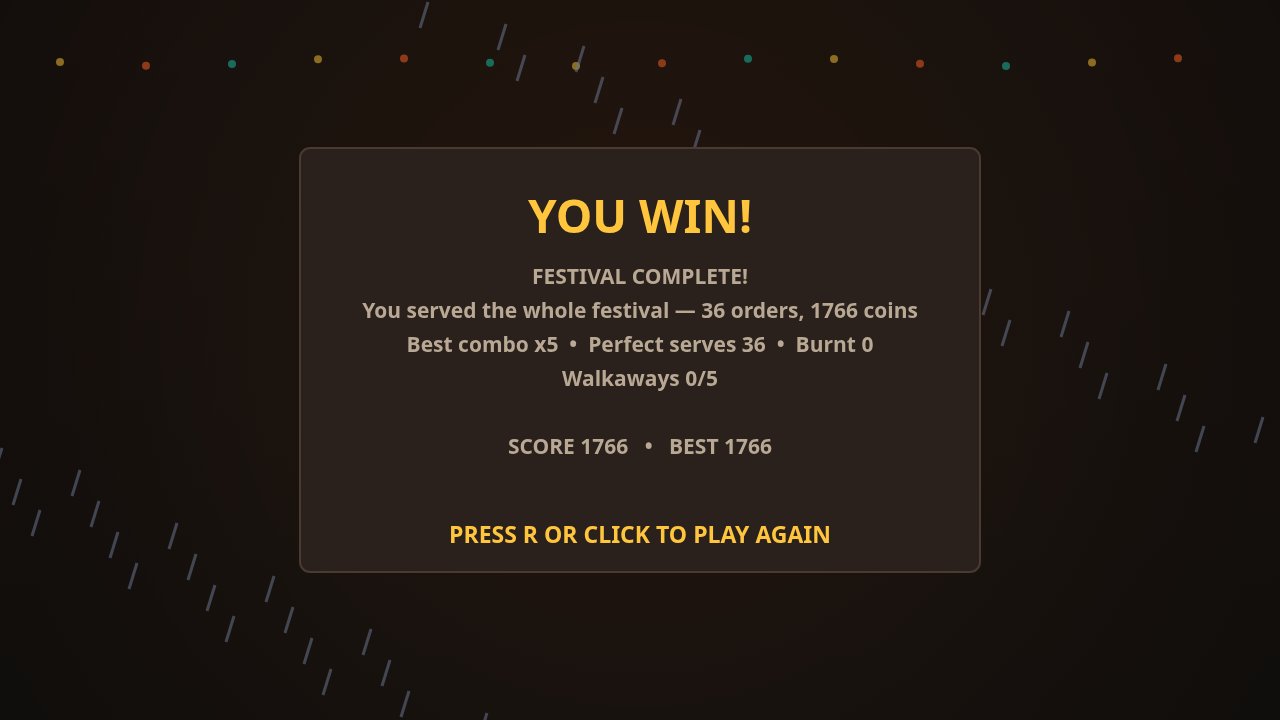 YOU WIN!
FESTIVAL COMPLETE!
You served the whole festival — 36 orders, 1766 coins
Best combo x5 • Perfect serves 36 • Burnt 0
Walkaways 0/5
SCORE 1766 • BEST 1766
PRESS R OR CLICK TO PLAY AGAIN